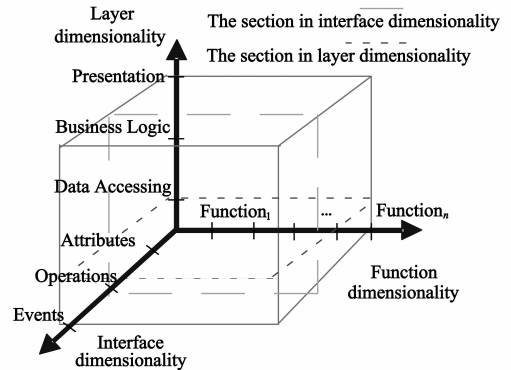 Layer
dimensionality
The section in interface dimensionality
The section in layer dimensionality
Presentation
Business Logic
Data Accessing
Function1
...
Functionn
Attributes
Operations
Events
Function
dimensionality
Interface
dimensionality